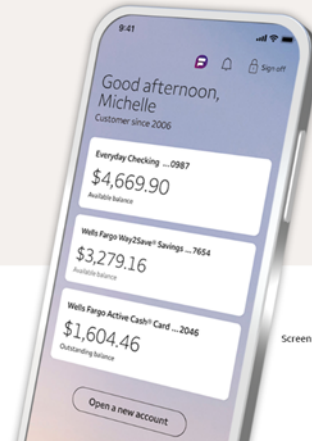 9:41
Sign off
Good afternoon,
Michelle
Customer since 2006
Everyday Checking ...0987
$4,669.90
Available balance
Wells Fargo Way2Save® Savings ...7654
$3,279.16
Available balance
Wells Fargo Active Cash® Card ...2046
$1,604.46
Outstanding balance
Open a new account
Screen